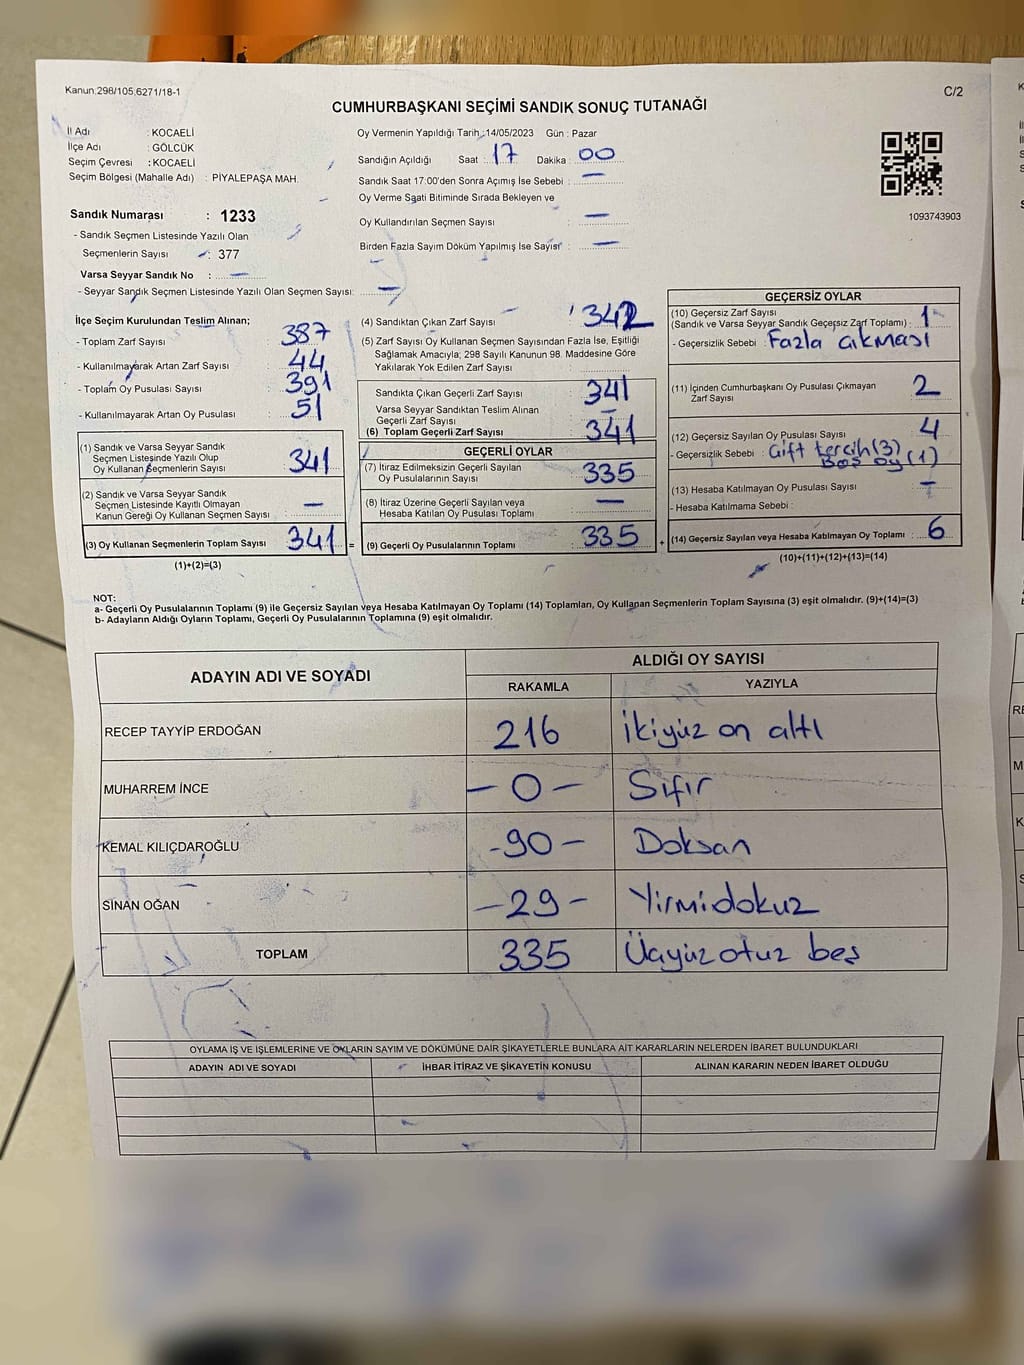 Kanun.298/105,6271/18-1
C/2
CUMHURBAŞKANI SEÇİMİ SANDIK SONUÇ TUTANAĞI
İl Adı : KOCAELİ
İlçe Adı : GÖLCÜK
Seçim Çevresi : KOCAELİ
Seçim Bölgesi (Mahalle Adı) : PİYALEPAŞA MAH.
Sandık Numarası : 1233
- Sandık Seçmen Listesinde Yazılı Olan
Seçmenlerin Sayısı : 377
Varsa Seyyar Sandık No : —
- Seyyar Sandık Seçmen Listesinde Yazılı Olan Seçmen Sayısı: —
Oy Vermenin Yapıldığı Tarih :14/05/2023 Gün : Pazar
Sandığın Açıldığı Saat : 17 Dakika : 00
Sandık Saat 17:00'den Sonra Açımış İse Sebebi : —
Oy Verme Saati Bitiminde Sırada Bekleyen ve
Oy Kullandırılan Seçmen Sayısı —
Birden Fazla Sayım Döküm Yapılmış İse Sayısı : —
1093743903
İlçe Seçim Kurulundan Teslim Alınan;
- Toplam Zarf Sayısı : 387
- Kullanılmayarak Artan Zarf Sayısı : 44
- Toplam Oy Pusulası Sayısı : 391
- Kullanılmayarak Artan Oy Pusulası : 51
(1) Sandık ve Varsa Seyyar Sandık
Seçmen Listesinde Yazılı Olup
Oy Kullanan Seçmenlerin Sayısı : 341
(2) Sandık ve Varsa Seyyar Sandık
Seçmen Listesinde Kayıtlı Olmayan
Kanun Gereği Oy Kullanan Seçmen Sayısı : —
(3) Oy Kullanan Seçmenlerin Toplam Sayısı : 341 =
(1)+(2)=(3)
(4) Sandıktan Çıkan Zarf Sayısı : 342
(5) Zarf Sayısı Oy Kullanan Seçmen Sayısından Fazla İse, Eşitliği
Sağlamak Amacıyla; 298 Sayılı Kanunun 98. Maddesine Göre
Yakılarak Yok Edilen Zarf Sayısı :
Sandıkta Çıkan Geçerli Zarf Sayısı : 341
Varsa Seyyar Sandıktan Teslim Alınan
Geçerli Zarf Sayısı : —
(6) Toplam Geçerli Zarf Sayısı : 341
GEÇERLİ OYLAR
(7) İtiraz Edilmeksizin Geçerli Sayılan
Oy Pusulalarının Sayısı : 335
(8) İtiraz Üzerine Geçerli Sayılan veya
Hesaba Katılan Oy Pusulası Toplamı : —
(9) Geçerli Oy Pusulalarının Toplamı : 335 +
GEÇERSİZ OYLAR
(10) Geçersiz Zarf Sayısı
(Sandık ve Varsa Seyyar Sandık Geçersiz Zarf Toplamı) : 1
- Geçersizlik Sebebi : Fazla çıkması
(11) İçinden Cumhurbaşkanı Oy Pusulası Çıkmayan
Zarf Sayısı 2
(12) Geçersiz Sayılan Oy Pusulası Sayısı : 4
- Geçersizlik Sebebi : Çift tercih (3)
Boş oy (1)
(13) Hesaba Katılmayan Oy Pusulası Sayısı : —
- Hesaba Katılmama Sebebi :
(14) Geçersiz Sayılan veya Hesaba Katılmayan Oy Toplamı : 6
(10)+(11)+(12)+(13)=(14)
NOT:
a- Geçerli Oy Pusulalarının Toplamı (9) ile Geçersiz Sayılan veya Hesaba Katılmayan Oy Toplamı (14) Toplamları, Oy Kullanan Seçmenlerin Toplam Sayısına (3) eşit olmalıdır. (9)+(14)=(3)
b- Adayların Aldığı Oyların Toplamı, Geçerli Oy Pusulalarının Toplamına (9) eşit olmalıdır.
ADAYIN ADI VE SOYADI ALDIĞI OY SAYISI
RAKAMLA YAZIYLA
RECEP TAYYİP ERDOĞAN 216 İkiyüz on altı
MUHARREM İNCE — 0 — Sıfır
KEMAL KILIÇDAROĞLU -90 — Doksan
SİNAN OĞAN — 29 - Yirmidokuz
TOPLAM 335 Üçyüz otuz beş
OYLAMA İŞ VE İŞLEMLERİNE VE OYLARIN SAYIM VE DÖKÜMÜNE DAİR ŞİKAYETLERLE BUNLARA AİT KARARLARIN NELERDEN İBARET BULUNDUKLARI
ADAYIN ADI VE SOYADI İHBAR İTİRAZ VE ŞİKAYETİN KONUSU ALINAN KARARIN NEDEN İBARET OLDUĞU